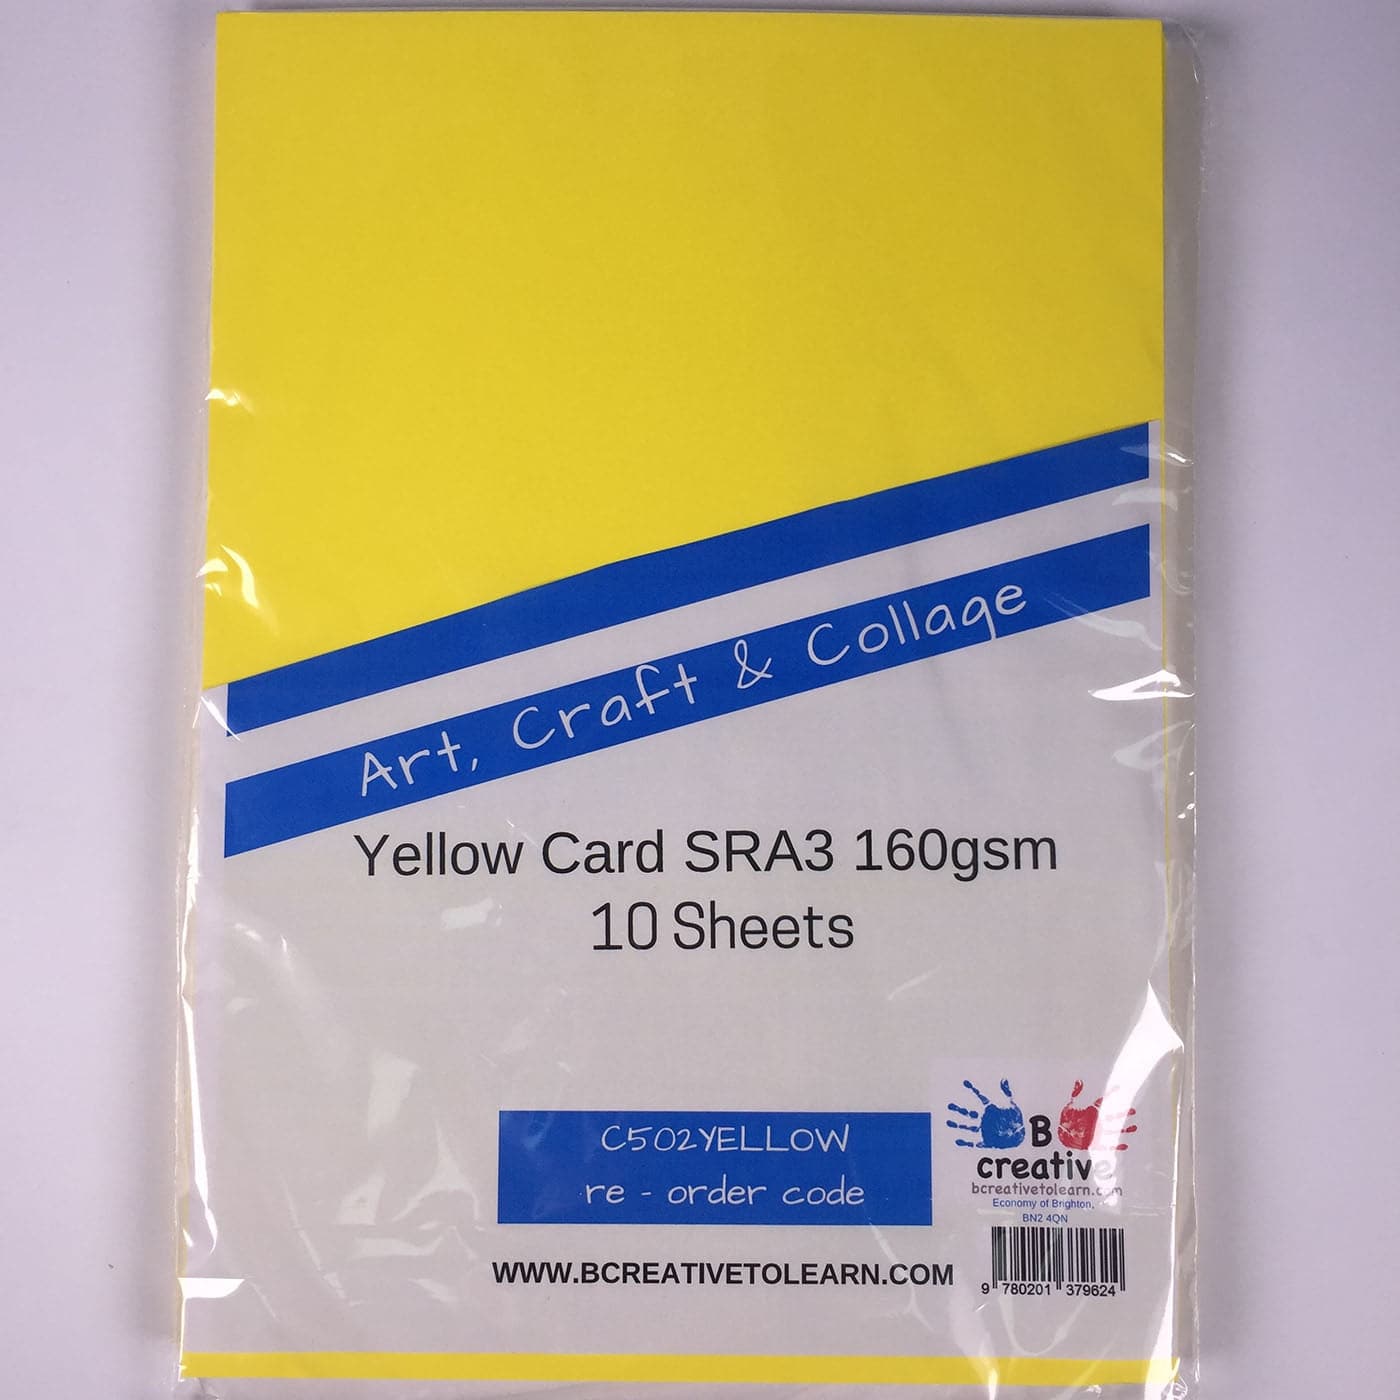 Art, Craft & Collage
Yellow Card SRA3 160gsm
10 Sheets
C502YELLOW
re - order code
WWW.BCREATIVETOLEARN.COM
B
creative
bcreativetolearn.com
Economy of Brighton,
BN2 4QN
9 780201 379624